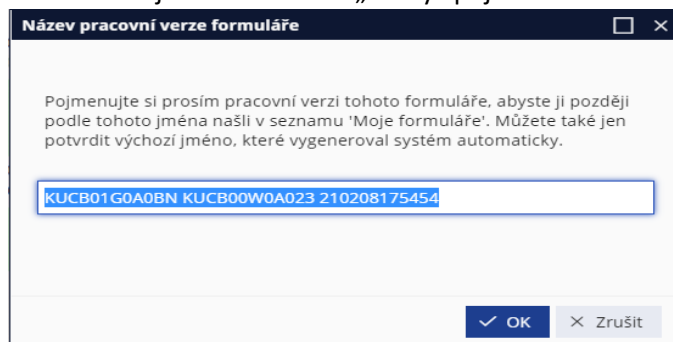 Název pracovní verze formuláře
Pojmenujte si prosím pracovní verzi tohoto formuláře, abyste ji později
podle tohoto jména našli v seznamu 'Moje formuláře'. Můžete také jen
potvrdit výchozí jméno, které vygeneroval systém automaticky.
KUCB01G0A0BN KUCB00W0A023 210208175454
OK
Zrušit